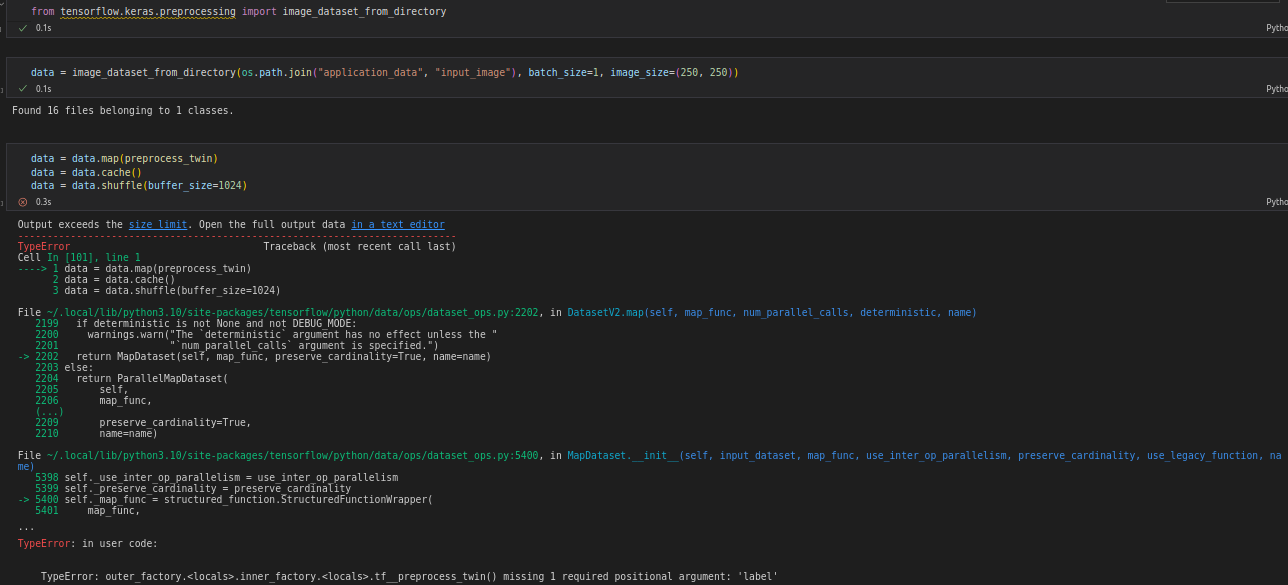 from tensorflow.keras.preprocessing import image_dataset_from_directory
0.1s
Pytho
data = image_dataset_from_directory(os.path.join("application_data", "input_image"), batch_size=1, image_size=(250, 250))
0.1s
Pytho
Found 16 files belonging to 1 classes.
data = data.map(preprocess_twin)
data = data.cache()
data = data.shuffle(buffer_size=1024)
0.3s
Pytho
Output exceeds the size limit. Open the full output data in a text editor
---------------------------------------------------------------------------
TypeError                                 Traceback (most recent call last)
Cell In [101], line 1
----> 1 data = data.map(preprocess_twin)
      2 data = data.cache()
      3 data = data.shuffle(buffer_size=1024)
File ~/.local/lib/python3.10/site-packages/tensorflow/python/data/ops/dataset_ops.py:2202, in DatasetV2.map(self, map_func, num_parallel_calls, deterministic, name)
   2199   if deterministic is not None and not DEBUG_MODE:
   2200     warnings.warn("The `deterministic` argument has no effect unless the "
   2201                   "`num_parallel_calls` argument is specified.")
-> 2202   return MapDataset(self, map_func, preserve_cardinality=True, name=name)
   2203 else:
   2204   return ParallelMapDataset(
   2205       self,
   2206       map_func,
   (...)
   2209       preserve_cardinality=True,
   2210       name=name)
File ~/.local/lib/python3.10/site-packages/tensorflow/python/data/ops/dataset_ops.py:5400, in MapDataset.__init__(self, input_dataset, map_func, use_inter_op_parallelism, preserve_cardinality, use_legacy_function, na
me)
   5398 self._use_inter_op_parallelism = use_inter_op_parallelism
   5399 self._preserve_cardinality = preserve_cardinality
-> 5400 self._map_func = structured_function.StructuredFunctionWrapper(
   5401     map_func,
...
TypeError: in user code:
    TypeError: outer_factory.<locals>.inner_factory.<locals>.tf__preprocess_twin() missing 1 required positional argument: 'label'